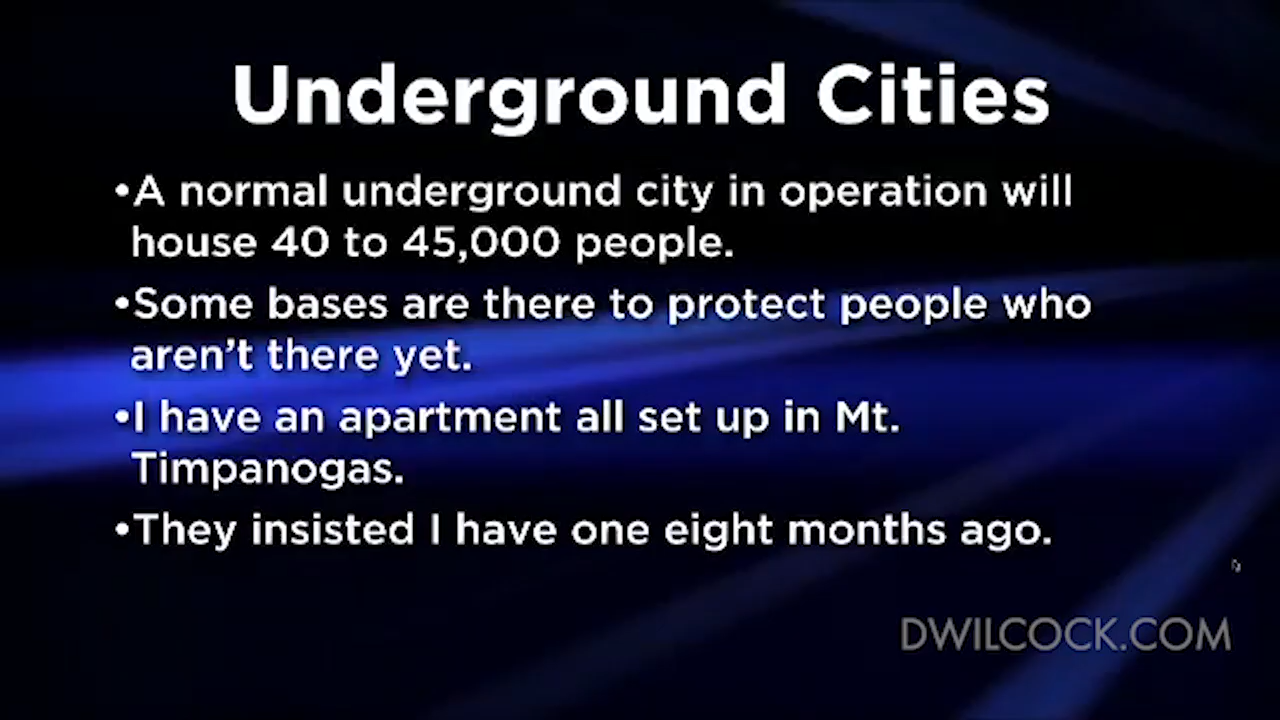 Underground Cities
•A normal underground city in operation will
house 40 to 45,000 people.
•Some bases are there to protect people who
aren't there yet.
•I have an apartment all set up in Mt.
Timpanogas.
•They insisted I have one eight months ago.
DWILCOCK.COM